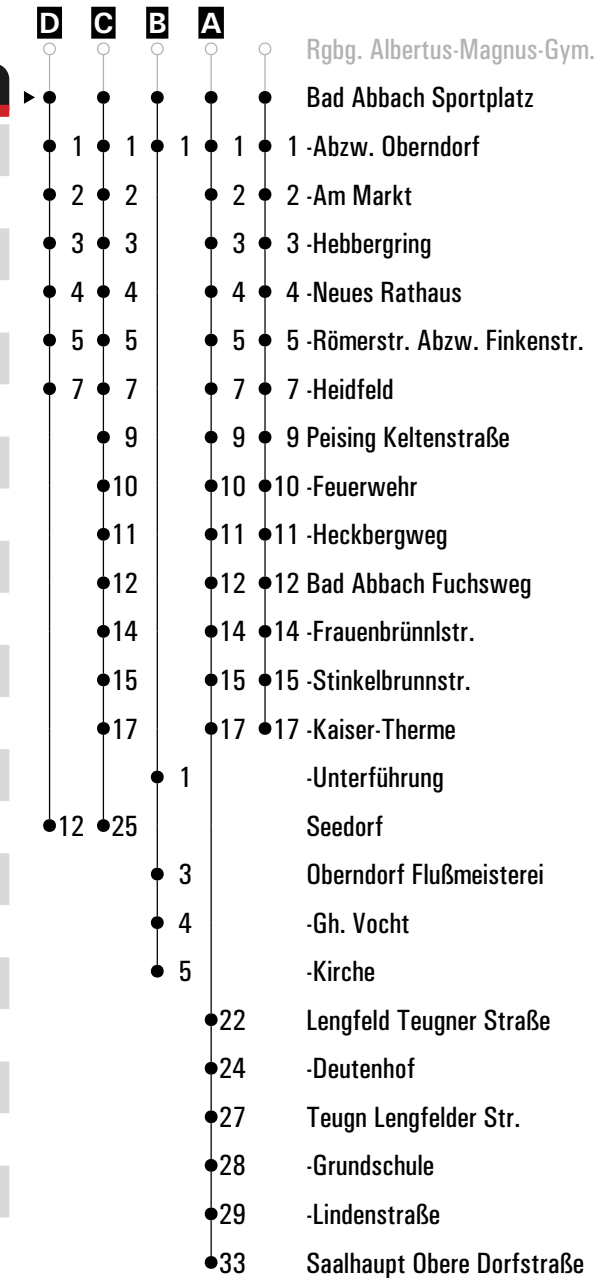 D C B A
Rgbg. Albertus-Magnus-Gym.
Bad Abbach Sportplatz
1 1 1 1 1 -Abzw. Oberndorf
2 2 2 2 -Am Markt
3 3 3 3 -Hebbergring
4 4 4 4 -Neues Rathaus
5 5 5 5 -Römerstr. Abzw. Finkenstr.
7 7 7 7 -Heidfeld
9 9 9 Peising Keltenstraße
10 10 10 -Feuerwehr
11 11 11 -Heckbergweg
12 12 12 Bad Abbach Fuchsweg
14 14 14 -Frauenbrünnlstr.
15 15 15 -Stinkelbrunnstr.
17 17 17 -Kaiser-Therme
1 -Unterführung
12 25 Seedorf
3 Oberndorf Flußmeisterei
4 -Gh. Vocht
5 -Kirche
22 Lengfeld Teugner Straße
24 -Deutenhof
27 Teugn Lengfelder Str.
28 -Grundschule
29 -Lindenstraße
33 Saalhaupt Obere Dorfstraße